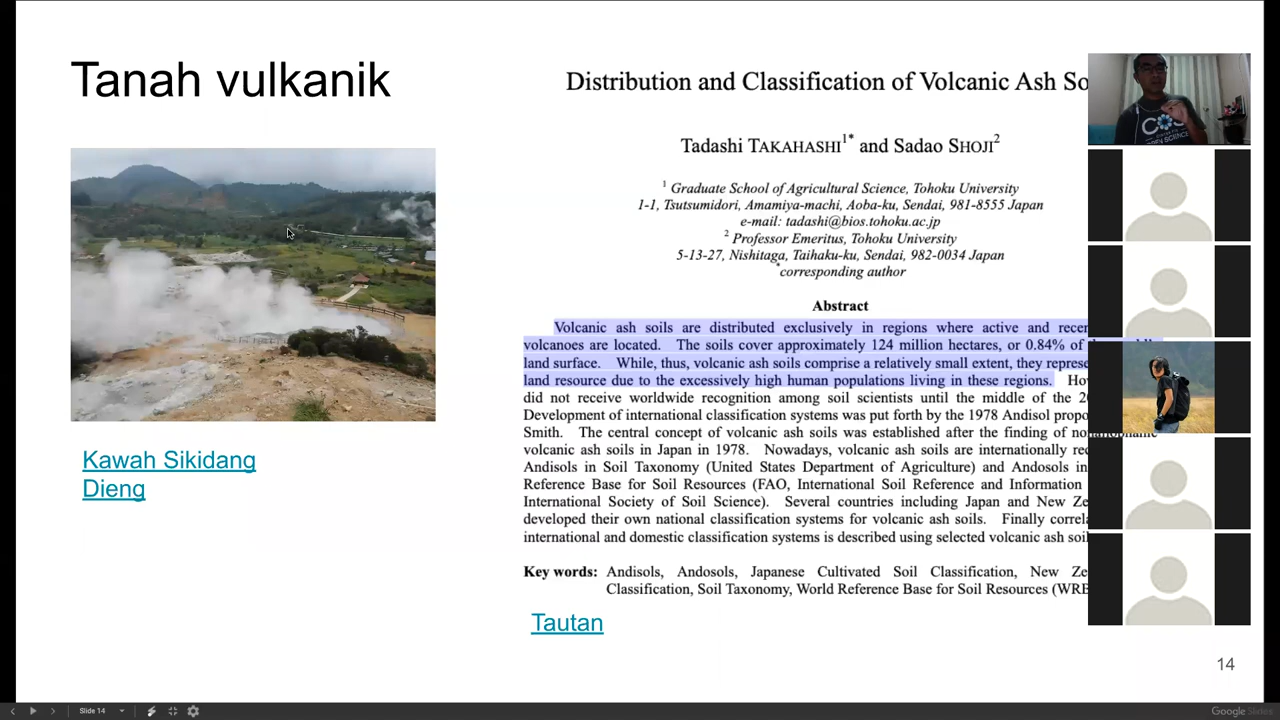 Tanah vulkanik
Kawah Sikidang
Dieng
Distribution and Classification of Volcanic Ash So
Tadashi TAKAHASHI1* and Sadao SHOJI2
1 Graduate School of Agricultural Science, Tohoku University
1-1, Tsutsumidori, Amamiya-machi, Aoba-ku, Sendai, 981-8555 Japan
e-mail: tadashi@bios.tohoku.ac.jp
2 Professor Emeritus, Tohoku University
5-13-27, Nishitaga, Taihaku-ku, Sendai, 982-0034 Japan
*corresponding author
Abstract
Volcanic ash soils are distributed exclusively in regions where active and recen
volcanoes are located. The soils cover approximately 124 million hectares, or 0.84% of
land surface. While, thus, volcanic ash soils comprise a relatively small extent, they represe
land resource due to the excessively high human populations living in these regions. Ho
did not receive worldwide recognition among soil scientists until the middle of the 20
Development of international classification systems was put forth by the 1978 Andisol propo
Smith. The central concept of volcanic ash soils was established after the finding of nonallophanic
volcanic ash soils in Japan in 1978. Nowadays, volcanic ash soils are internationally rec
Andisols in Soil Taxonomy (United States Department of Agriculture) and Andosols in
Reference Base for Soil Resources (FAO, International Soil Reference and Information
International Society of Soil Science). Several countries including Japan and New Ze
developed their own national classification systems for volcanic ash soils. Finally correla
international and domestic classification systems is described using selected volcanic ash soil
Key words: Andisols, Andosols, Japanese Cultivated Soil Classification, New Ze
Classification, Soil Taxonomy, World Reference Base for Soil Resources (WRB
Tautan
14
Slide 14
Google Slides